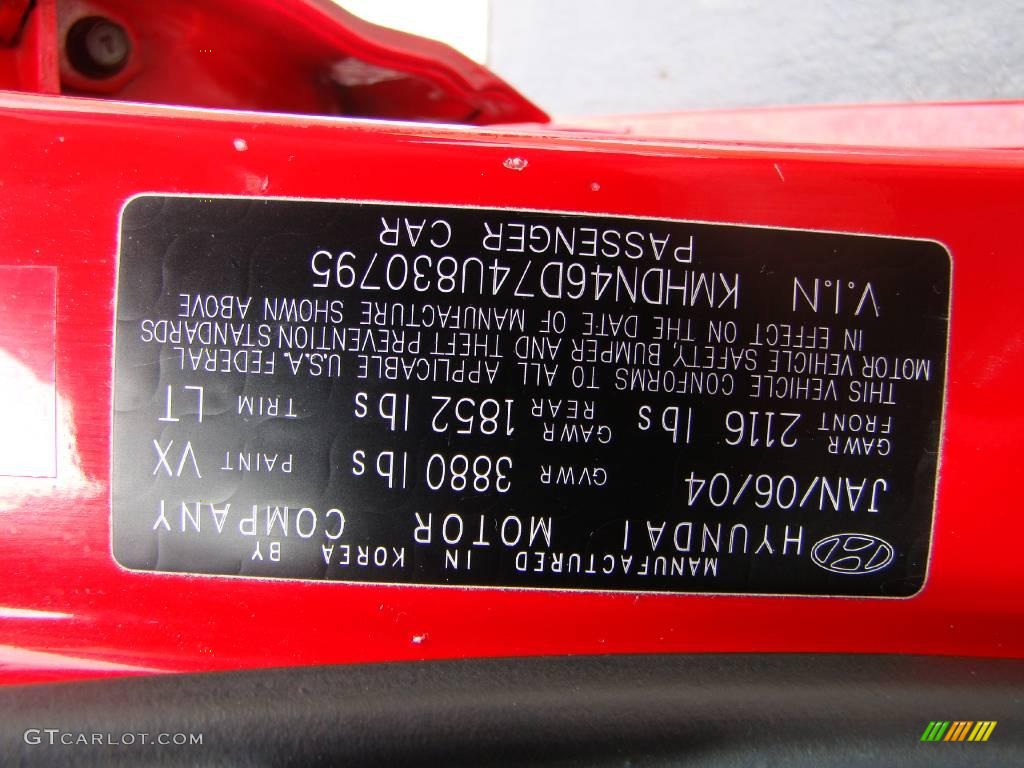 MANUFACTURED IN KOREA BY
HYUNDAI MOTOR COMPANY
JAN/06/04 GVWR 3880 lbs PAINT VX
GAWR FRONT 2116 lbs GAWR REAR 1852 lbs TRIM LT
THIS VEHICLE CONFORMS TO ALL APPLICABLE U.S.A. FEDERAL
MOTOR VEHICLE SAFETY, BUMPER AND THEFT PREVENTION STANDARDS
IN EFFECT ON THE DATE OF MANUFACTURE SHOWN ABOVE
V.I.N KMHDN46D74U830795
PASSENGER CAR
GTCARLOT.COM